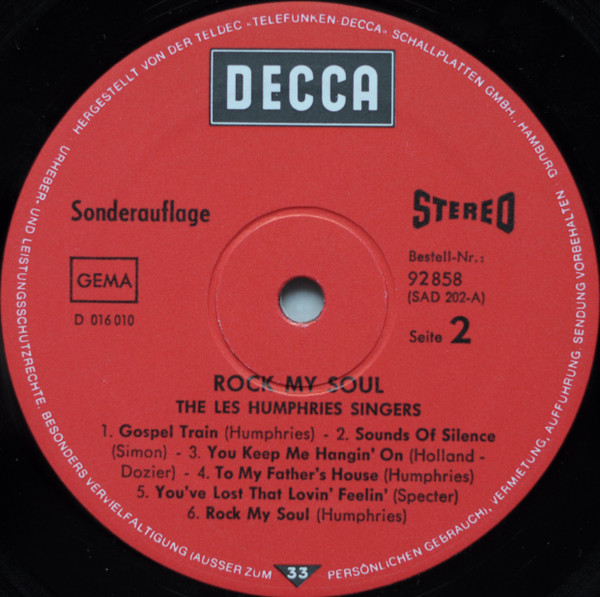 HERGESTELLT VON DER TELDEC »TELEFUNKEN-DECCA« SCHALLPLATTEN GMBH., HAMBURG
DECCA
Sonderauflage
STEREO
GEMA
D 016 010
Bestell-Nr.:
92 858
(SAD 202-A)
Seite 2
ROCK MY SOUL
THE LES HUMPHRIES SINGERS
1. Gospel Train (Humphries) - 2. Sounds Of Silence
(Simon) - 3. You Keep Me Hangin' On (Holland -
Dozier) - 4. To My Father's House (Humphries)
5. You've Lost That Lovin' Feelin' (Specter)
6. Rock My Soul (Humphries)
33
URHEBER- UND LEISTUNGSSCHUTZRECHTE, BESONDERS VERVIELFALTIGUNG (AUSSER ZUM PERSÖNLICHEN GEBRAUCH), VERMIETUNG, AUFFÜHRUNG, SENDUNG VORBEHALTEN.